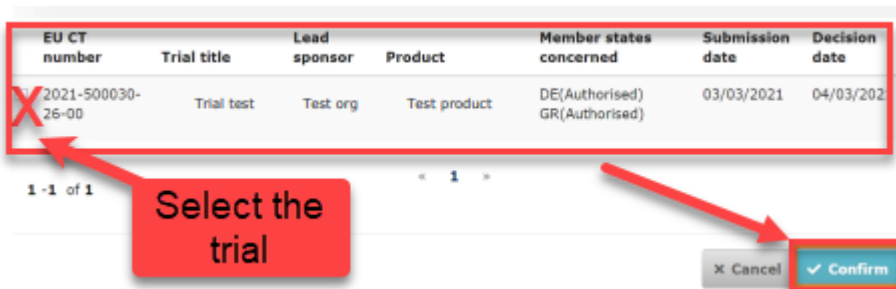 EU CT number Trial title Lead sponsor Product Member states concerned Submission date Decision date
2021-500030-26-00 Trial test Test org Test product DE(Authorised) GR(Authorised) 03/03/2021 04/03/202
X
« 1 »
1 -1 of 1
Select the
trial
× Cancel ✓ Confirm